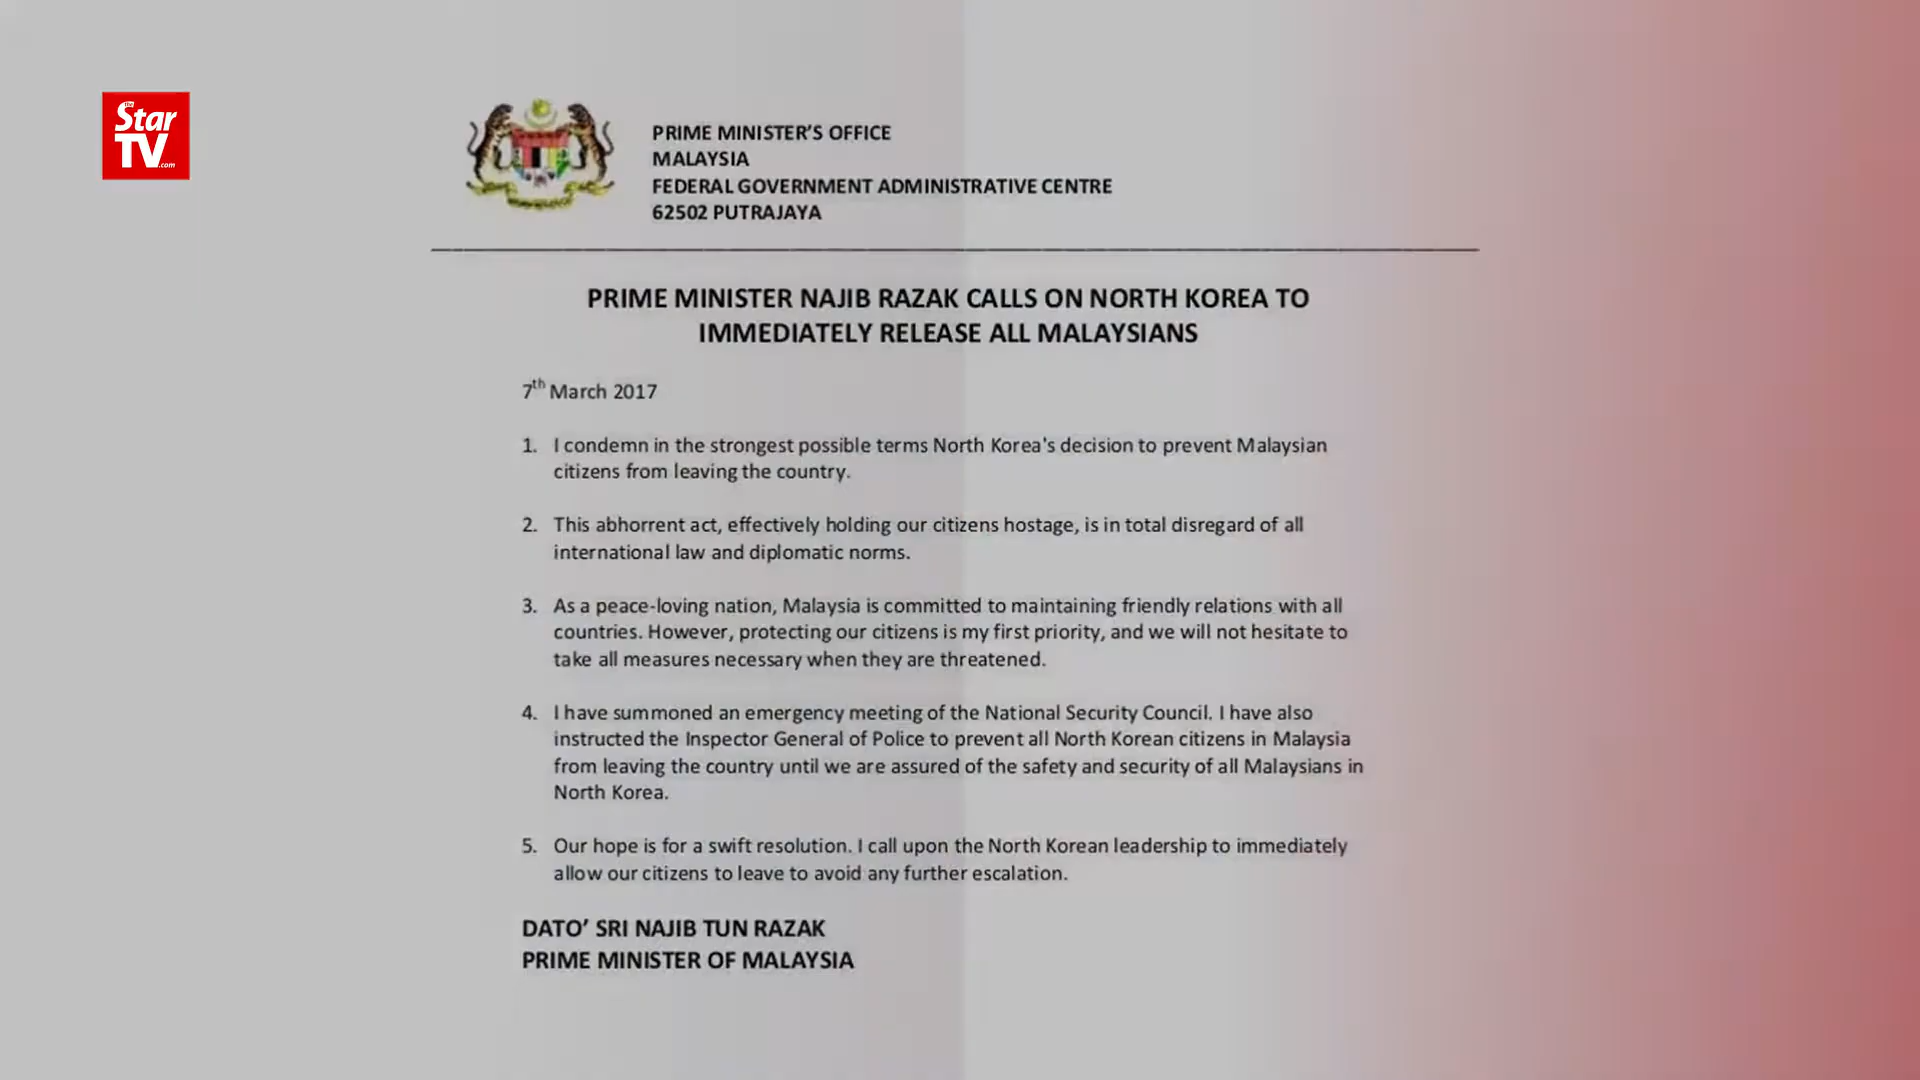 The
Star
TV
.com
PRIME MINISTER'S OFFICE
MALAYSIA
FEDERAL GOVERNMENT ADMINISTRATIVE CENTRE
62502 PUTRAJAYA
PRIME MINISTER NAJIB RAZAK CALLS ON NORTH KOREA TO
IMMEDIATELY RELEASE ALL MALAYSIANS
7th March 2017
1. I condemn in the strongest possible terms North Korea's decision to prevent Malaysian
citizens from leaving the country.
2. This abhorrent act, effectively holding our citizens hostage, is in total disregard of all
international law and diplomatic norms.
3. As a peace-loving nation, Malaysia is committed to maintaining friendly relations with all
countries. However, protecting our citizens is my first priority, and we will not hesitate to
take all measures necessary when they are threatened.
4. I have summoned an emergency meeting of the National Security Council. I have also
instructed the Inspector General of Police to prevent all North Korean citizens in Malaysia
from leaving the country until we are assured of the safety and security of all Malaysians in
North Korea.
5. Our hope is for a swift resolution. I call upon the North Korean leadership to immediately
allow our citizens to leave to avoid any further escalation.
DATO' SRI NAJIB TUN RAZAK
PRIME MINISTER OF MALAYSIA